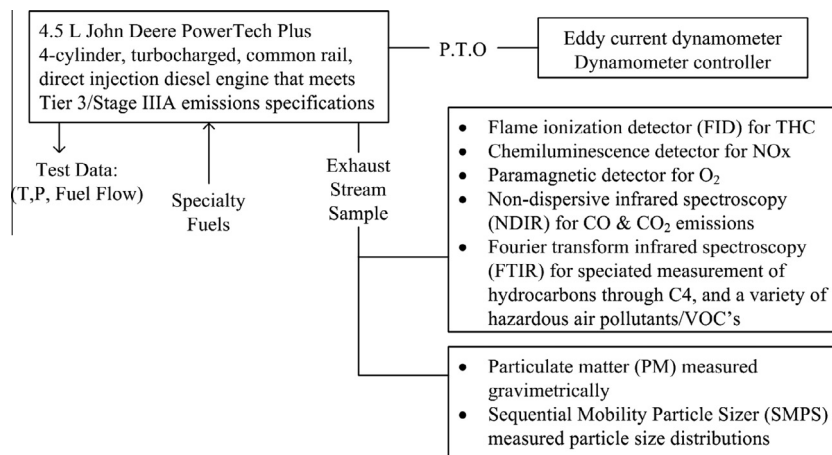 4.5 L John Deere PowerTech Plus
4-cylinder, turbocharged, common rail,
direct injection diesel engine that meets
Tier 3/Stage IIIA emissions specifications
P.T.O
Eddy current dynamometer
Dynamometer controller
Test Data:
(T,P, Fuel Flow)
Specialty
Fuels
Exhaust
Stream
Sample
• Flame ionization detector (FID) for THC
• Chemiluminescence detector for NOx
• Paramagnetic detector for O₂
• Non-dispersive infrared spectroscopy
(NDIR) for CO & CO₂ emissions
• Fourier transform infrared spectroscopy
(FTIR) for speciated measurement of
hydrocarbons through C4, and a variety of
hazardous air pollutants/VOC’s
• Particulate matter (PM) measured
gravimetrically
• Sequential Mobility Particle Sizer (SMPS)
measured particle size distributions